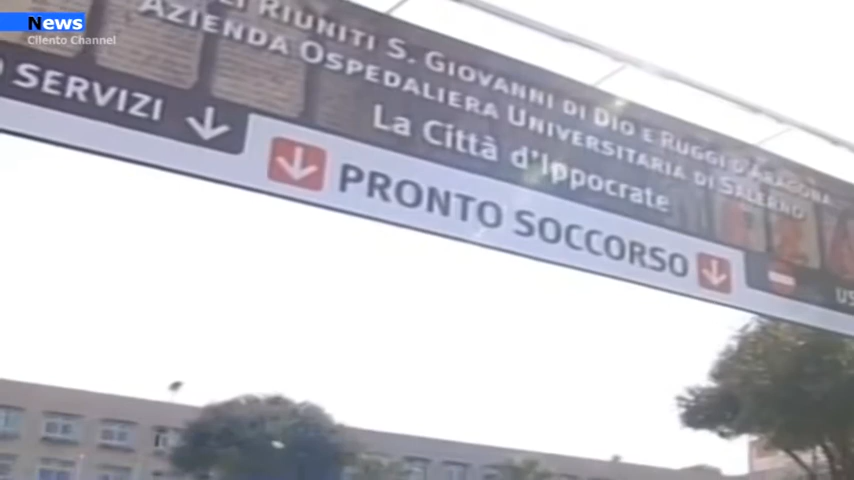 News
Cilento Channel
RIUNITI S. GIOVANNI DI DIO E RUGGI D'ARAGONA
AZIENDA OSPEDALIERA UNIVERSITARIA DI SALERNO
La Città d'Ippocrate
SERVIZI
PRONTO SOCCORSO